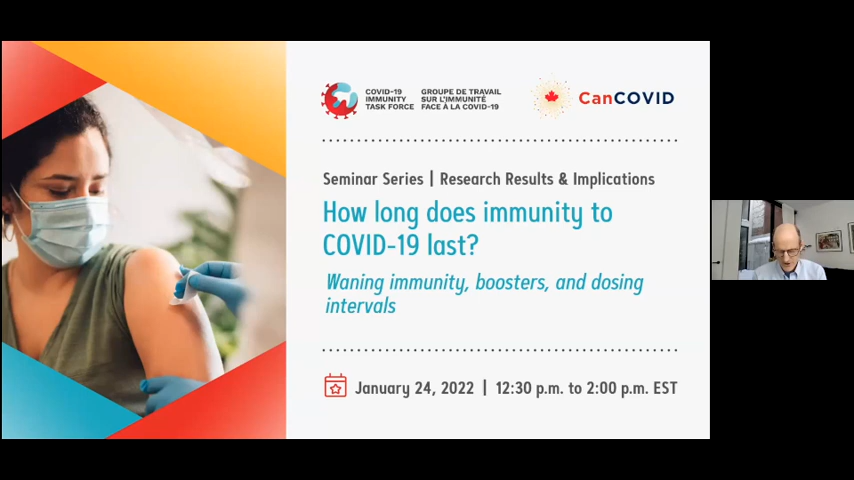 COVID-19
IMMUNITY
TASK FORCE
GROUPE DE TRAVAIL
SUR L'IMMUNITÉ
FACE À LA COVID-19
CanCOVID
Seminar Series | Research Results & Implications
How long does immunity to
COVID-19 last?
Waning immunity, boosters, and dosing
intervals
January 24, 2022 | 12:30 p.m. to 2:00 p.m. EST